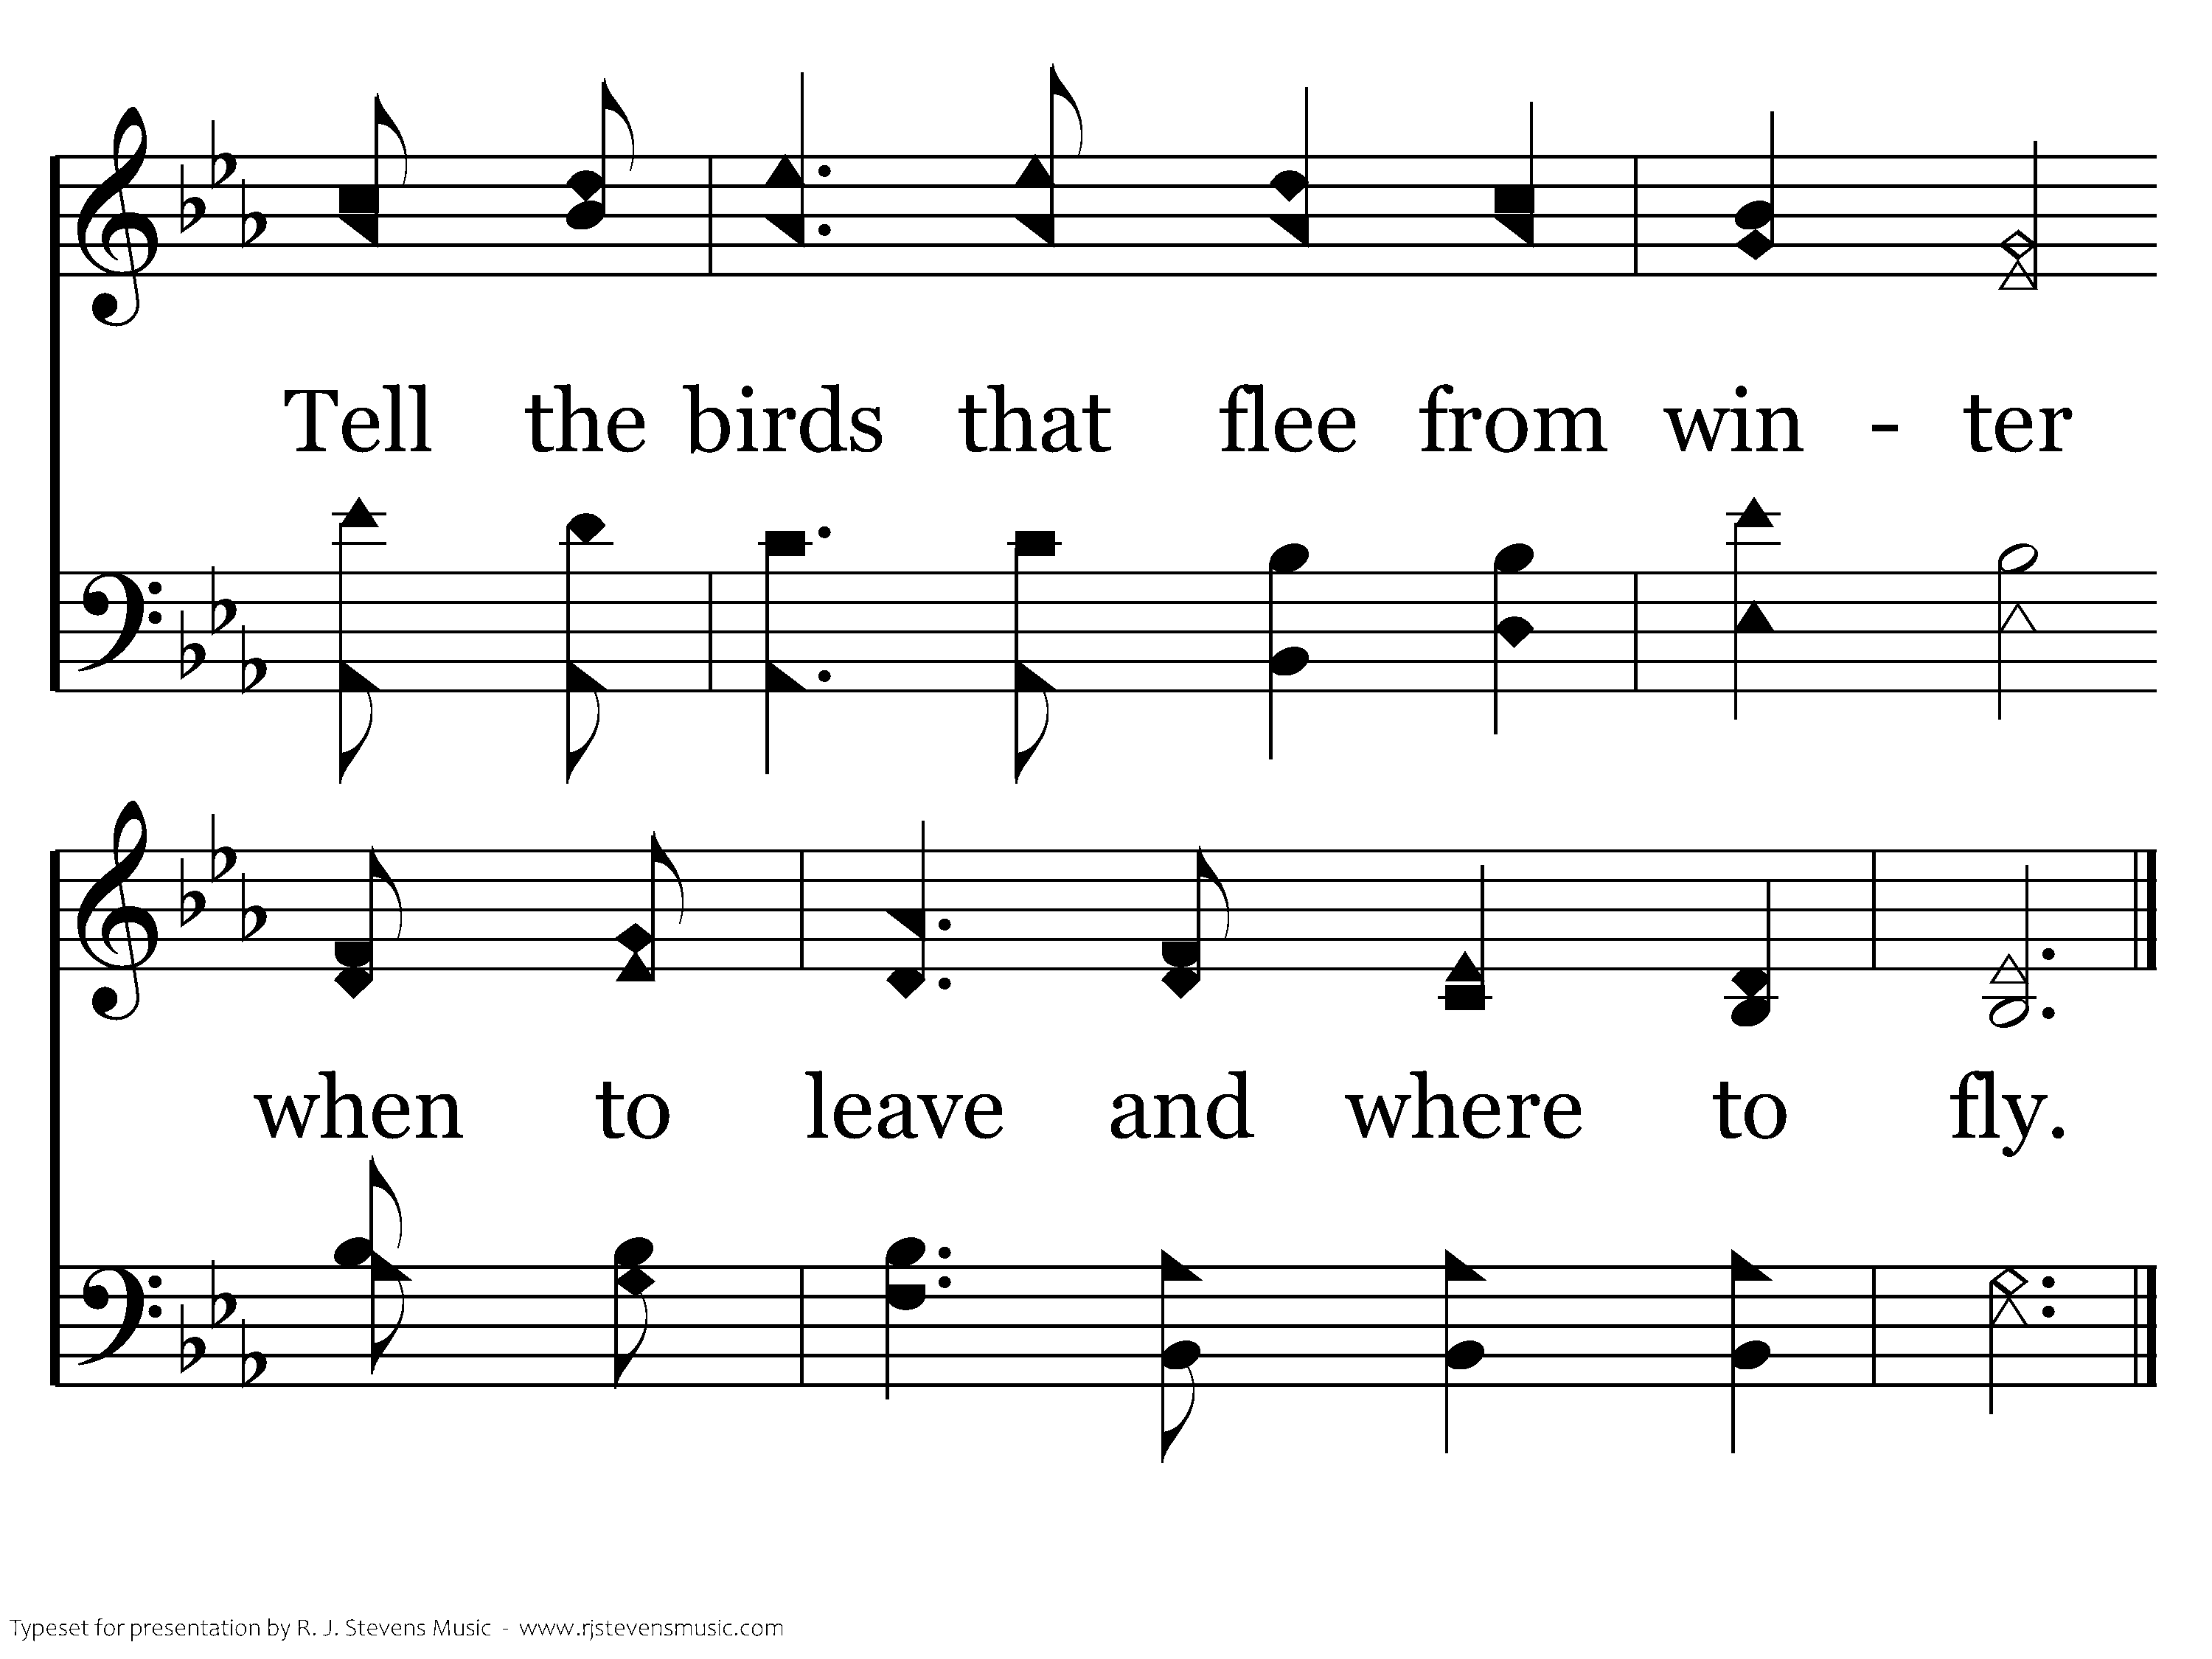 Tell the birds that flee from win - ter
when to leave and where to fly.
Typeset for presentation by R. J. Stevens Music - www.rjstevensmusic.com